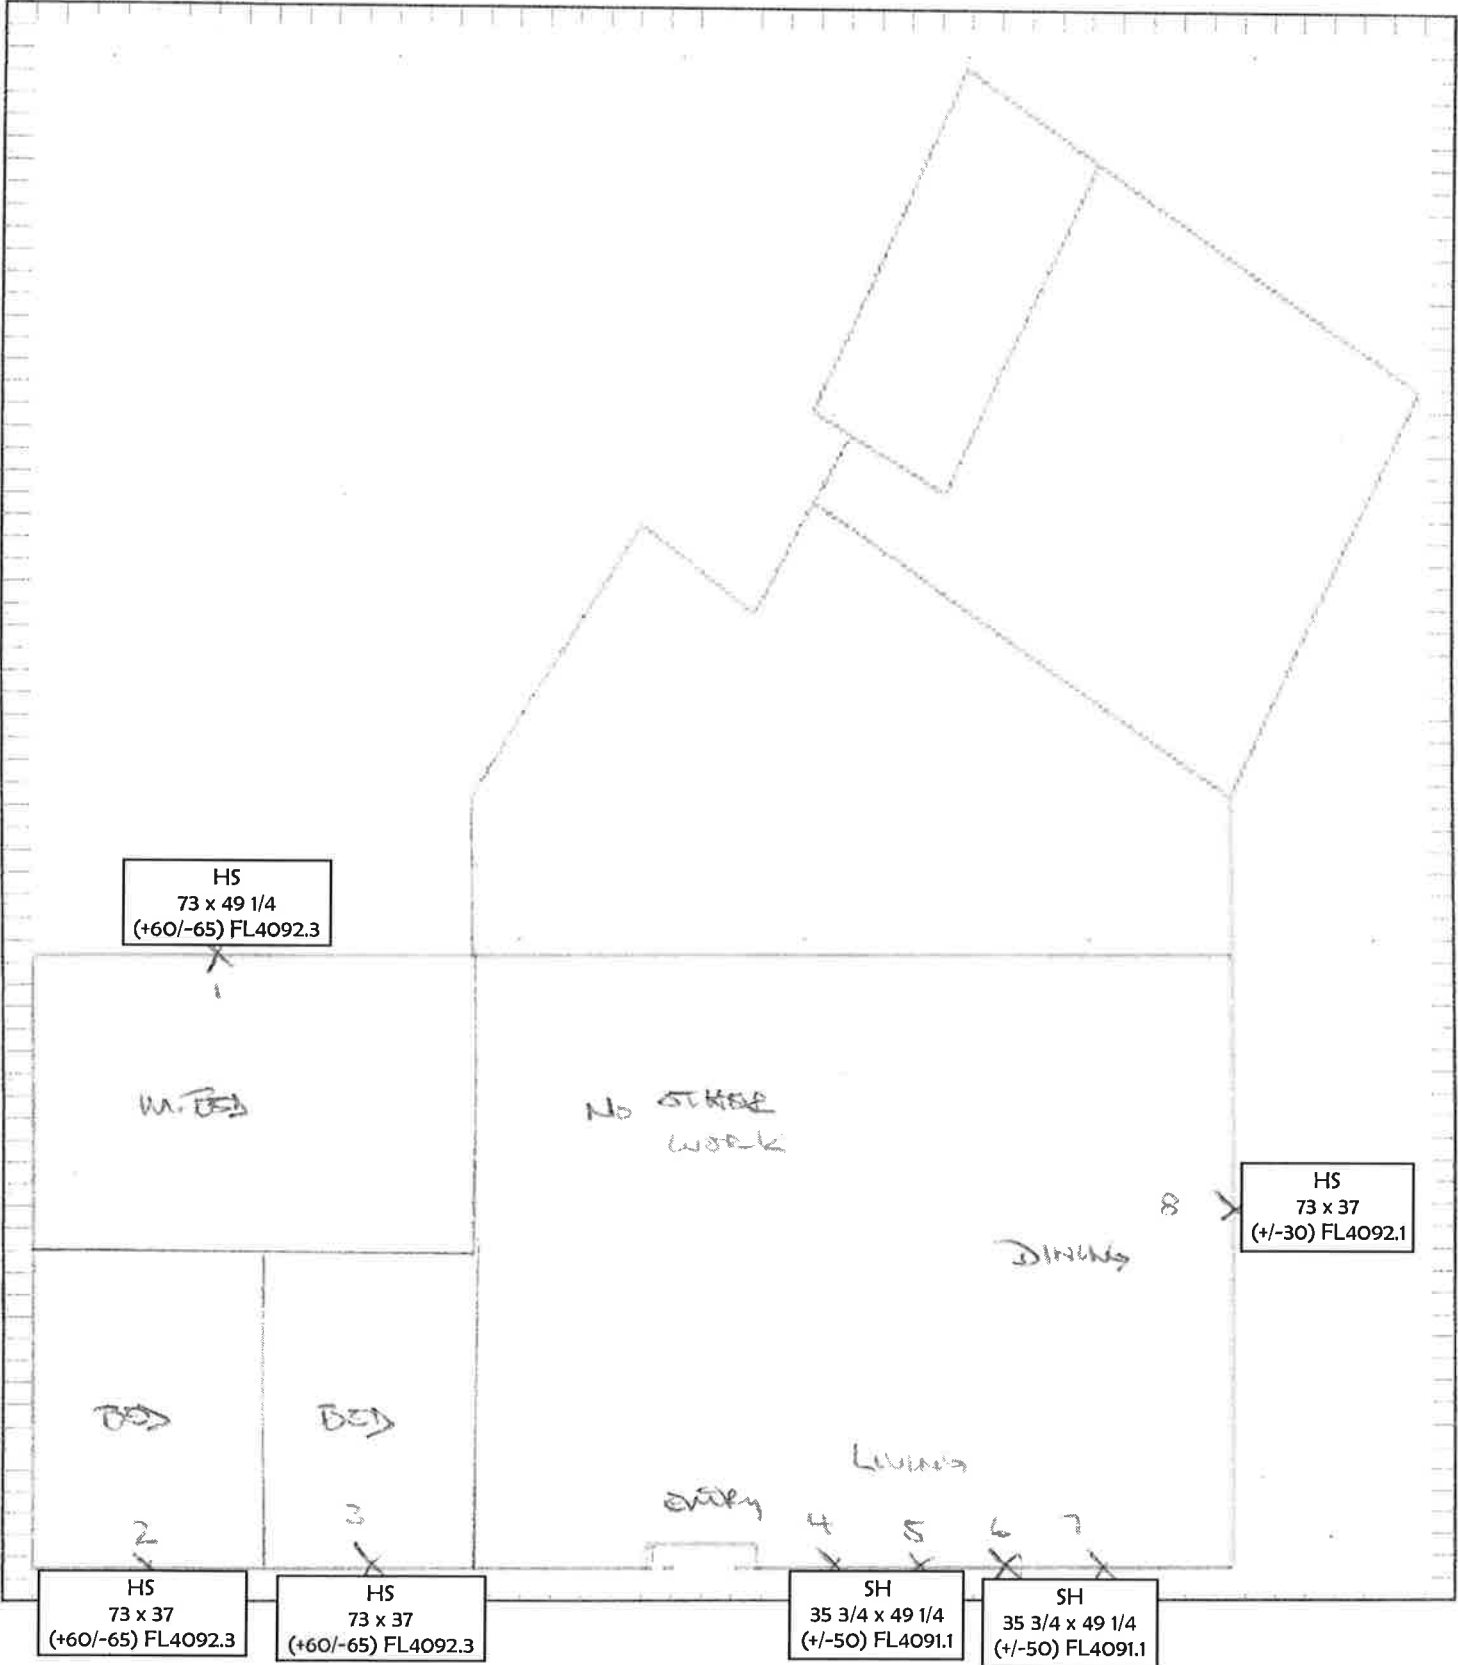 HS
73 x 49 1/4
(+60/-65) FL4092.3
1
M. BED
NO OTHER
WORK
8
HS
73 x 37
(+/-30) FL4092.1
DINING
BED
BED
LIVING
ENTRY
2
3
4
5
6
7
HS
73 x 37
(+60/-65) FL4092.3
HS
73 x 37
(+60/-65) FL4092.3
SH
35 3/4 x 49 1/4
(+/-50) FL4091.1
SH
35 3/4 x 49 1/4
(+/-50) FL4091.1